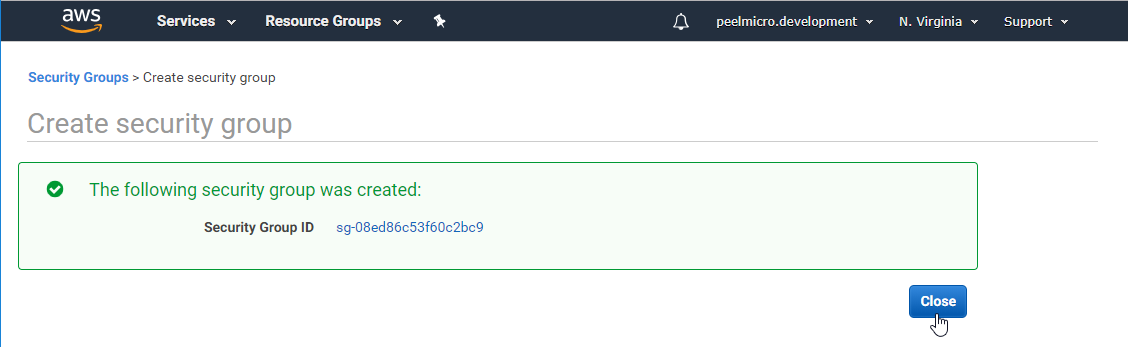 aws Services Resource Groups peelmicro.development N. Virginia Support
Security Groups > Create security group
Create security group
The following security group was created:
Security Group ID sg-08ed86c53f60c2bc9
Close